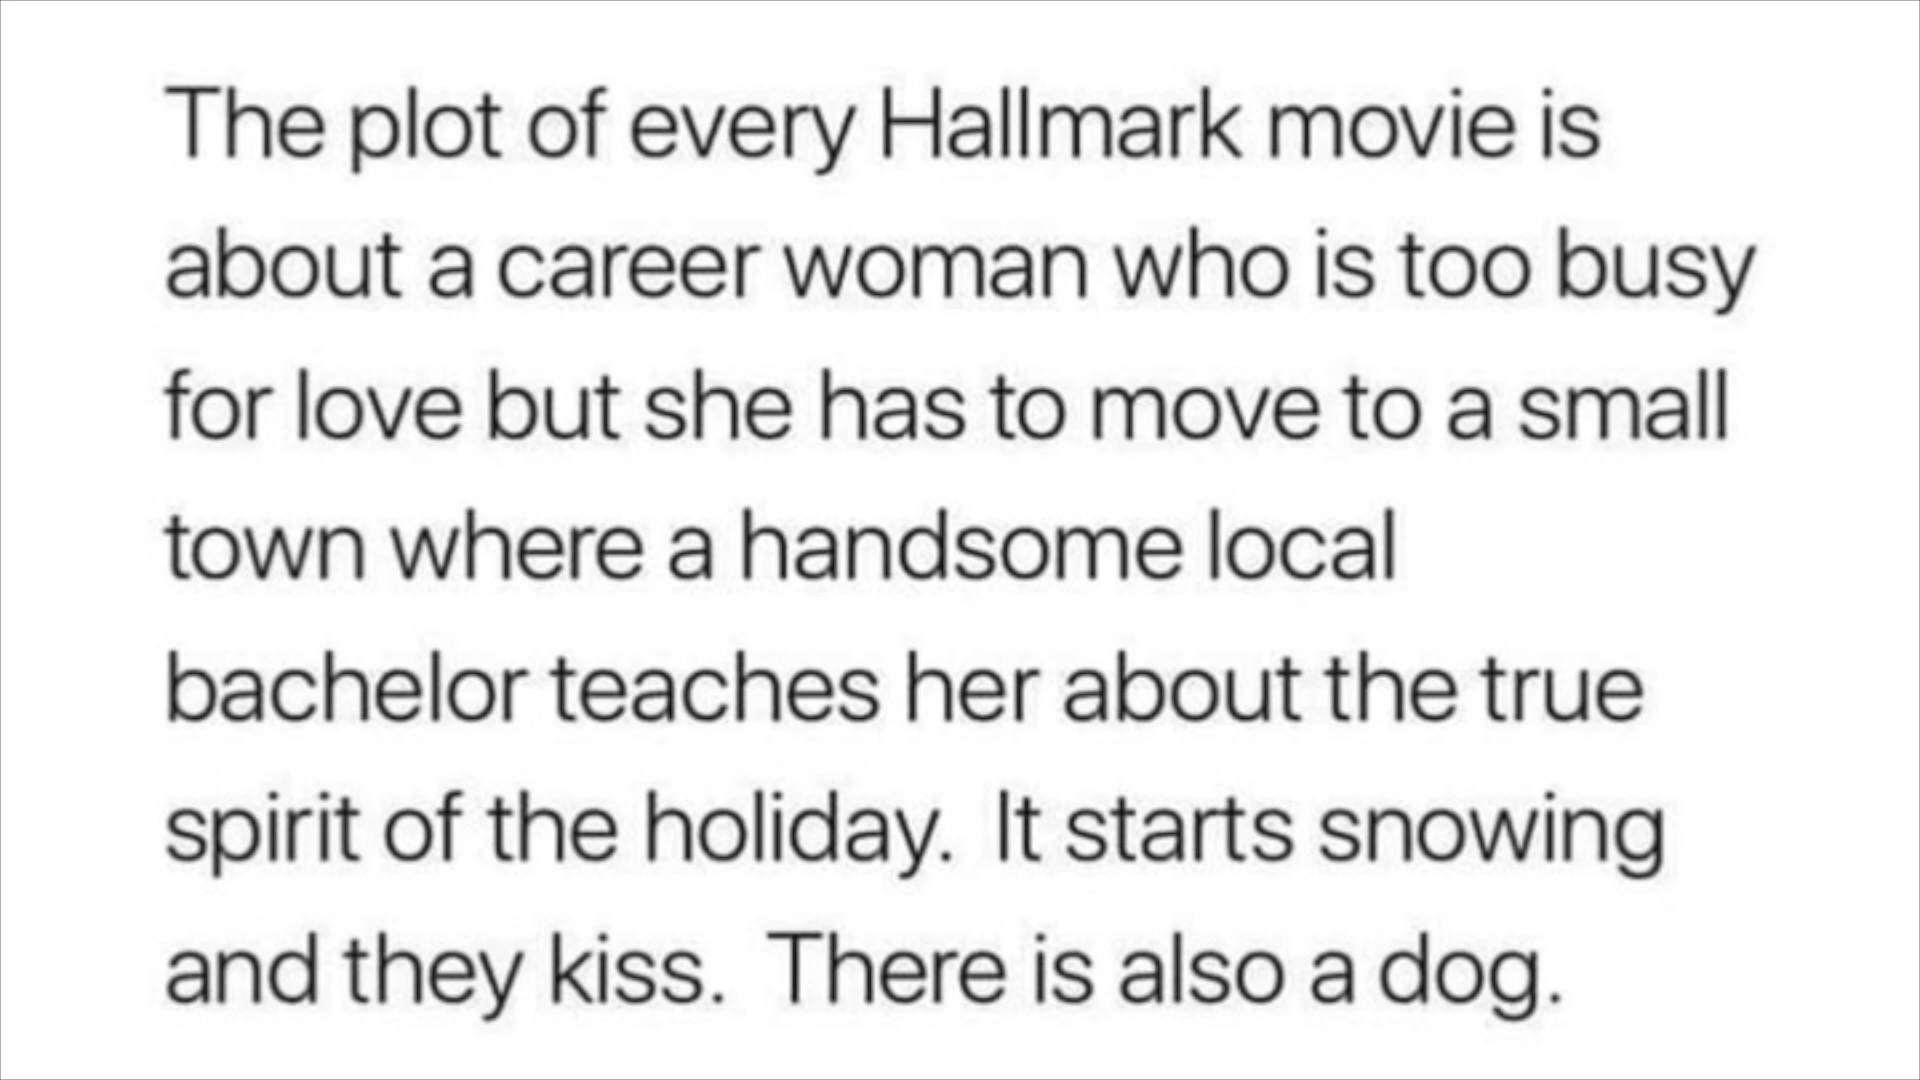 The plot of every Hallmark movie is
about a career woman who is too busy
for love but she has to move to a small
town where a handsome local
bachelor teaches her about the true
spirit of the holiday.  It starts snowing
and they kiss.  There is also a dog.